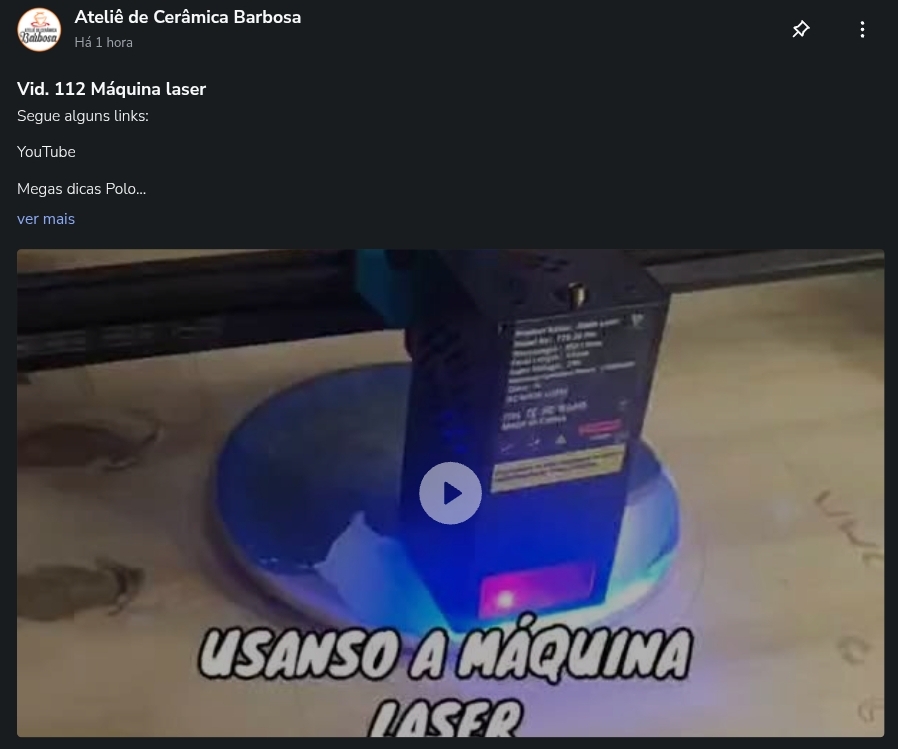 Ateliê de Cerâmica Barbosa
Há 1 hora
Vid. 112 Máquina laser
Segue alguns links:
YouTube
Megas dicas Polo...
ver mais
USANSO A MÁQUINA
LASER